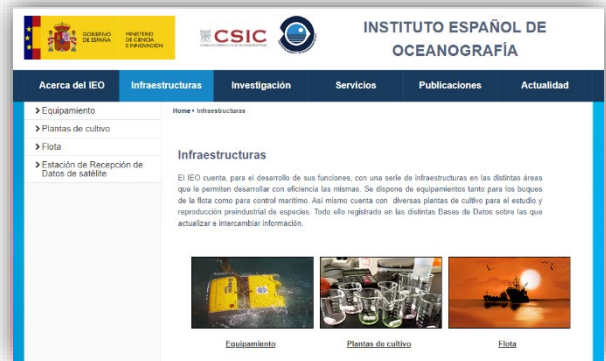 GOBIERNO
DE ESPAÑA
MINISTERIO
DE CIENCIA
E INNOVACIÓN
CSIC
INSTITUTO ESPAÑOL DE
OCEANOGRAFÍA
Acerca del IEO Infraestructuras Investigación Servicios Publicaciones Actualidad
Equipamiento
Plantas de cultivo
Flota
Estación de Recepción de
Datos de satélite
Home • Infraestructuras
Infraestructuras
El IEO cuenta, para el desarrollo de sus funciones, con una serie de infraestructuras en las distintas áreas
que le permiten desarrollar con eficiencia las mismas. Se dispone de equipamientos tanto para los buques
de la flota como para control marítimo. Así mismo cuenta con diversas plantas de cultivo para el estudio y
reproducción preindustrial de especies. Todo ello registrado en las distintas Bases de Datos sobre las que
actualizar e intercambiar información.
Equipamiento Plantas de cultivo Flota